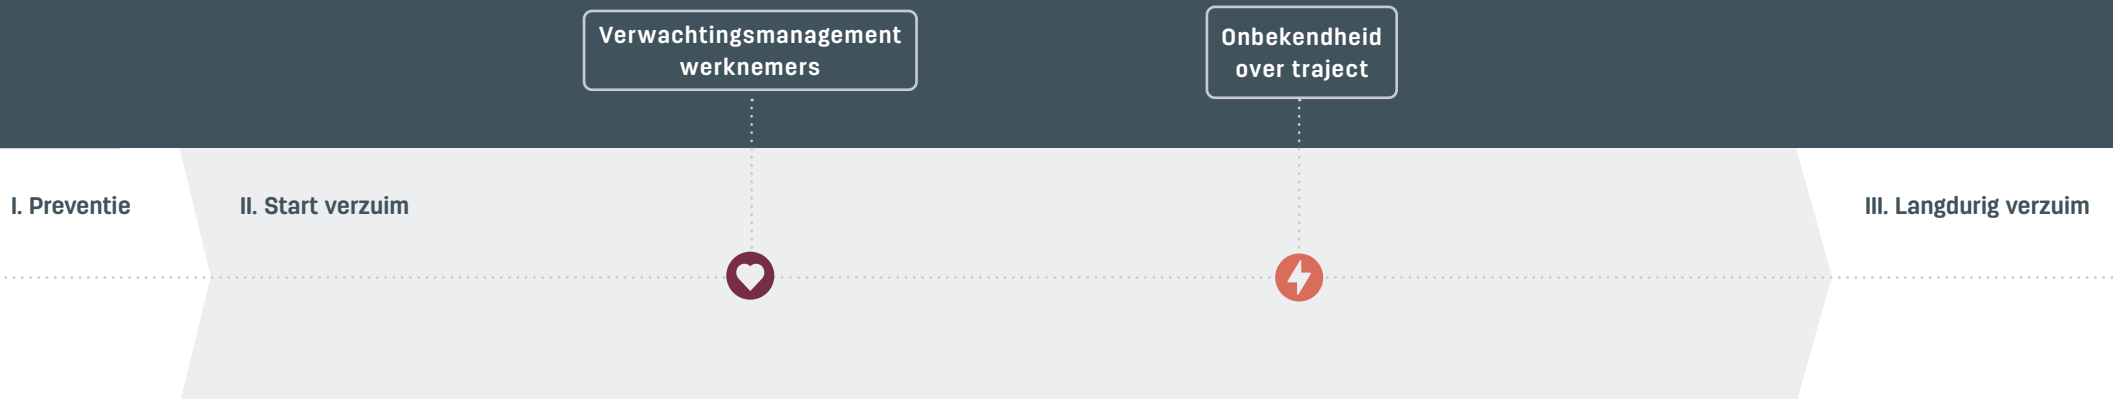 Verwachtingsmanagement
werknemers
Onbekendheid
over traject
I. Preventie
II. Start verzuim
III. Langdurig verzuim